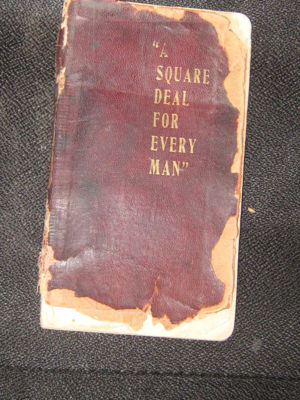 "A
SQUARE
DEAL
FOR
EVERY
MAN"